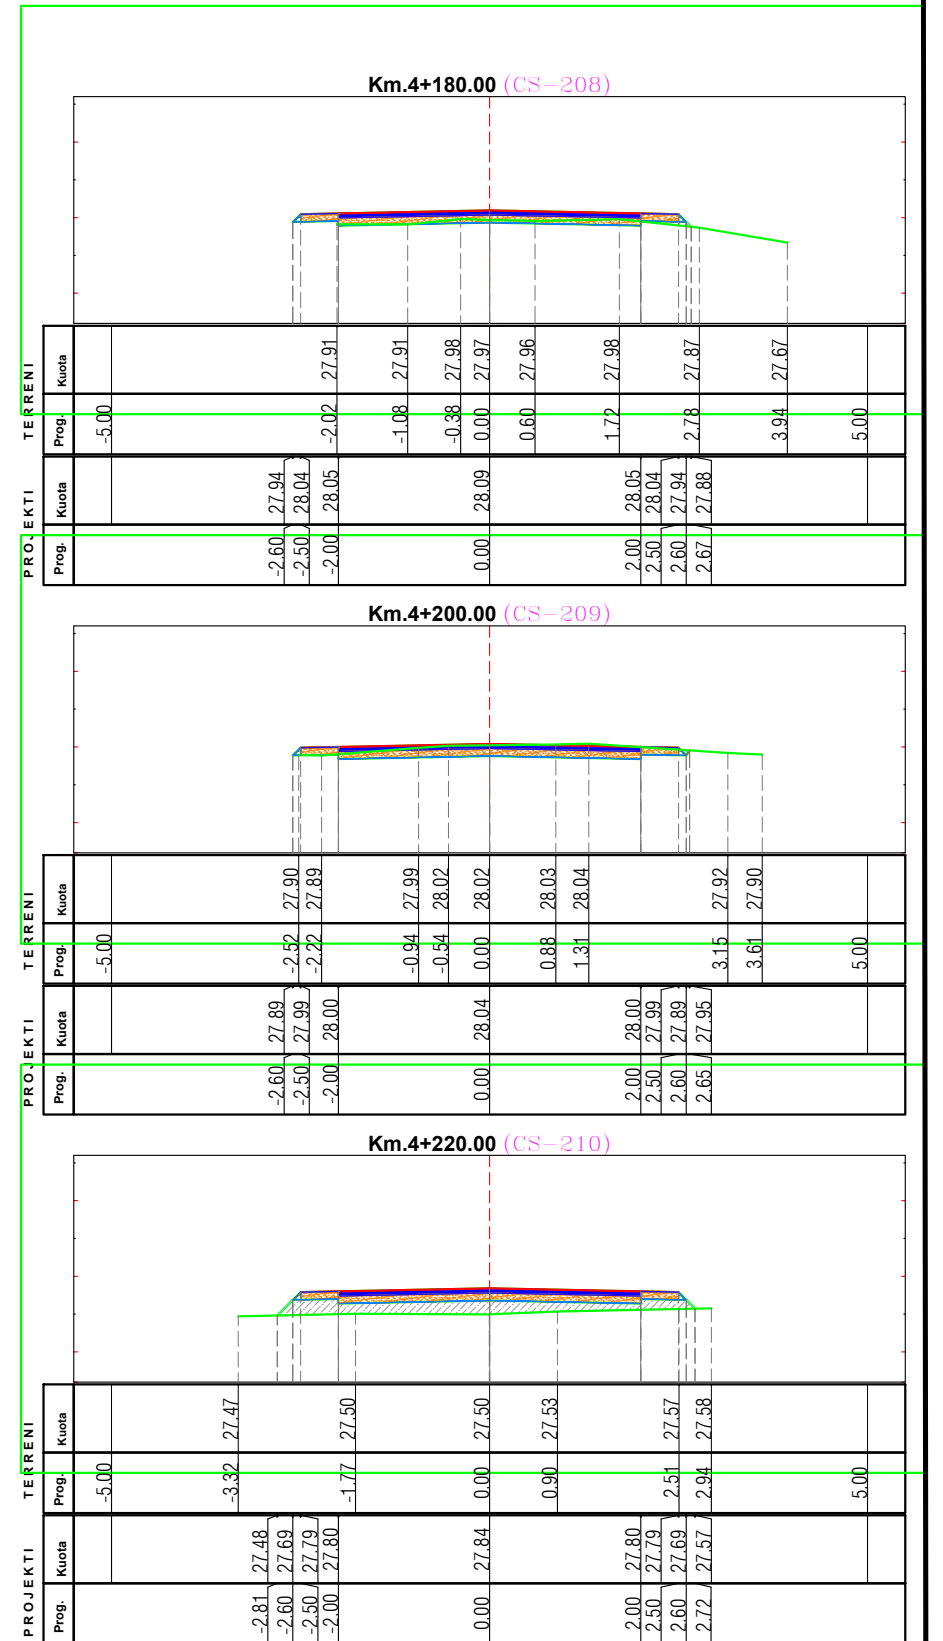 Km.4+180.00 (CS-208)
TERRENI
Kuota 27.91 27.91 27.98 27.97 27.96 27.98 27.87 27.67
Prog. -5.00 -2.02 -1.08 -0.38 0.00 0.60 1.72 2.78 3.94 5.00
PROJEKTI
Kuota 27.94 28.04 28.05 28.09 28.05 28.04 27.94 27.88
Prog. -2.60 -2.50 -2.00 0.00 2.00 2.50 2.60 2.67
Km.4+200.00 (CS-209)
TERRENI
Kuota 27.90 27.89 27.99 28.02 28.02 28.03 28.04 27.92 27.90
Prog. -5.00 -2.52 -2.22 -0.94 -0.54 0.00 0.88 1.31 3.15 3.61 5.00
PROJEKTI
Kuota 27.89 27.99 28.00 28.04 28.00 27.99 27.89 27.95
Prog. -2.60 -2.50 -2.00 0.00 2.00 2.50 2.60 2.65
Km.4+220.00 (CS-210)
TERRENI
Kuota 27.47 27.50 27.50 27.53 27.57 27.58
Prog. -5.00 -3.32 -1.77 0.00 0.90 2.51 2.94 5.00
PROJEKTI
Kuota 27.48 27.69 27.79 27.80 27.84 27.80 27.79 27.69 27.57
Prog. -2.81 -2.60 -2.50 -2.00 0.00 2.00 2.50 2.60 2.72